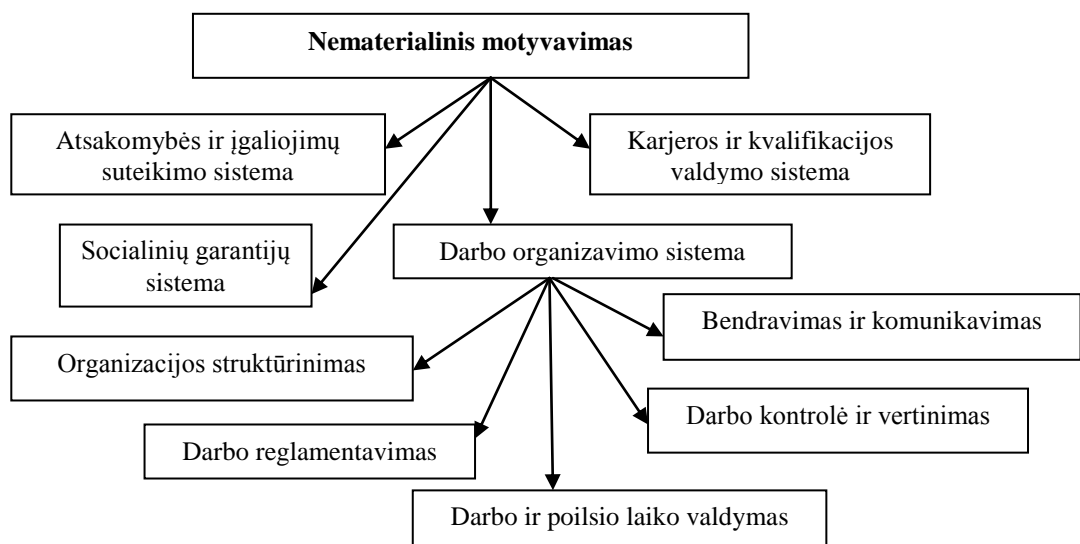 Nematerialinis motyvavimas
Atsakomybės ir įgaliojimų
suteikimo sistema
Karjeros ir kvalifikacijos
valdymo sistema
Socialinių garantijų
sistema
Darbo organizavimo sistema
Bendravimas ir komunikavimas
Organizacijos struktūrinimas
Darbo kontrolė ir vertinimas
Darbo reglamentavimas
Darbo ir poilsio laiko valdymas